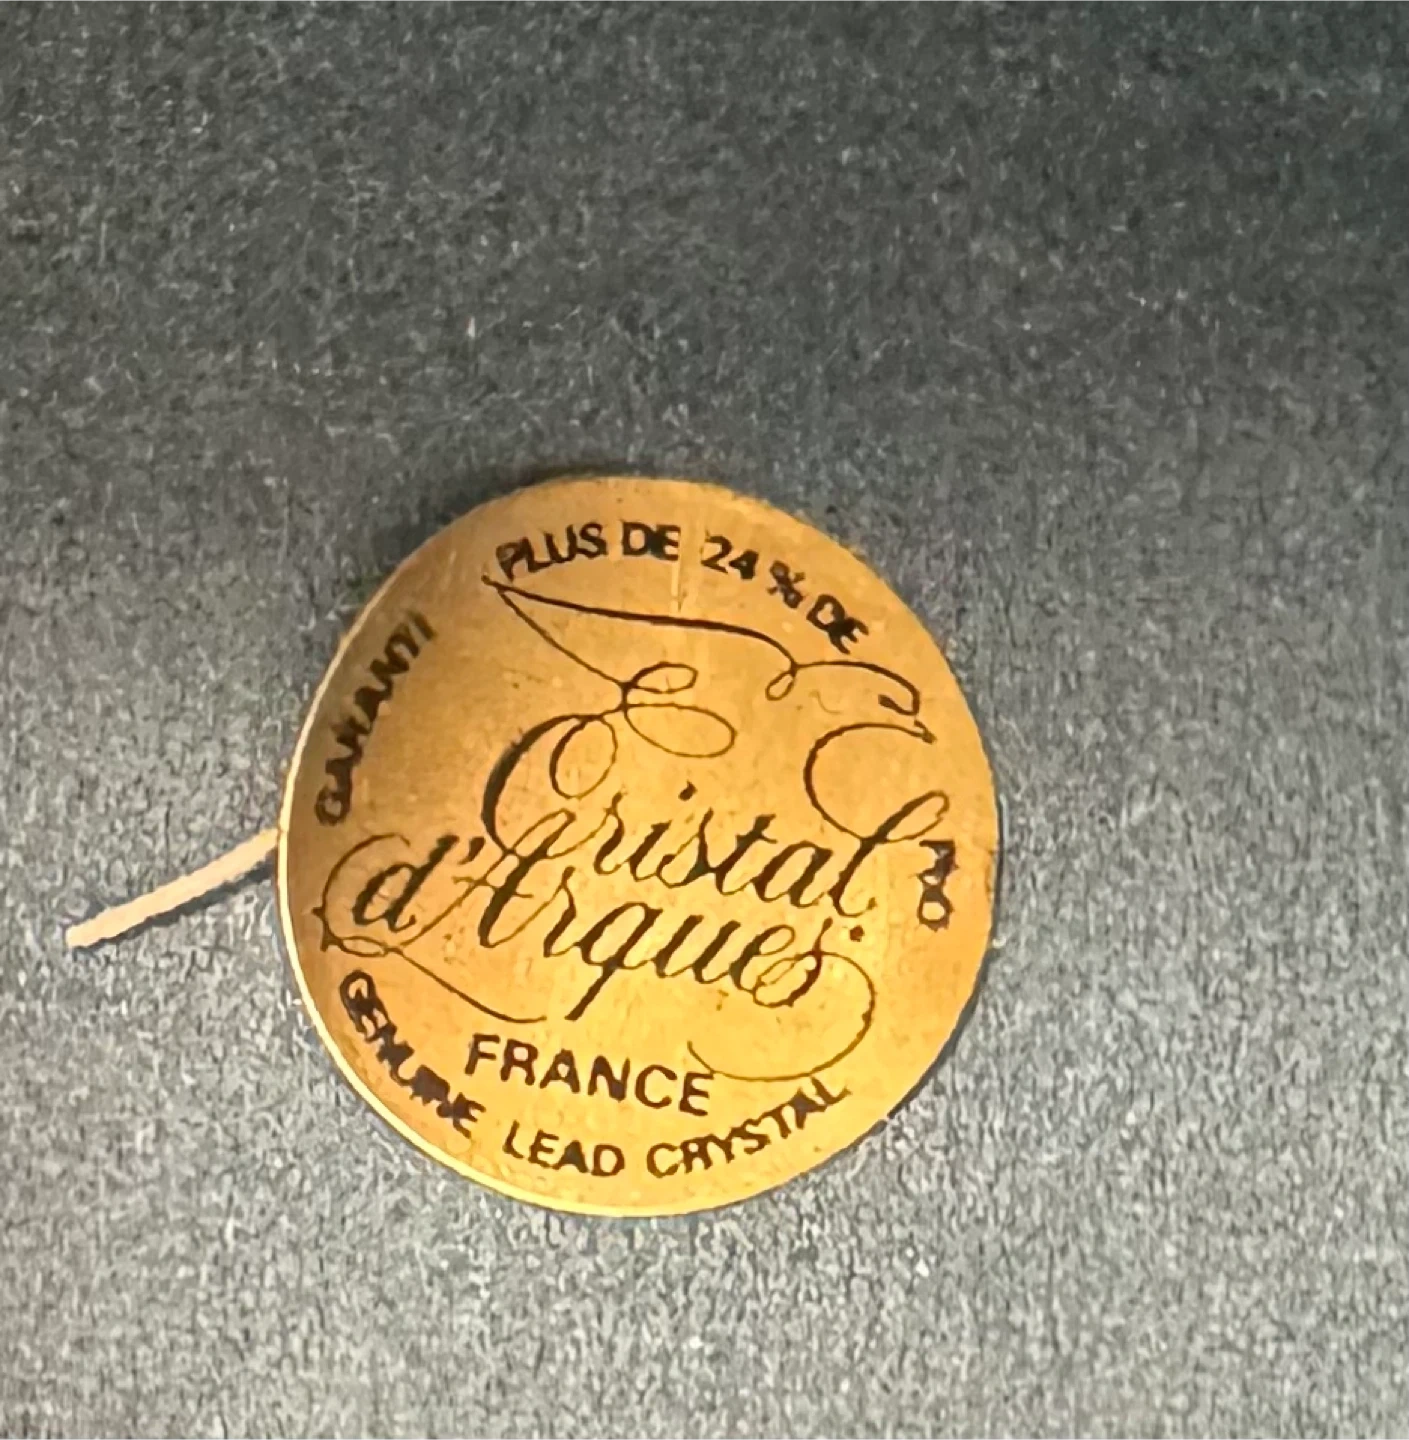 GARANTI PLUS DE 24 % DE PbO
Cristal
d'Arques
FRANCE
GENUINE LEAD CRYSTAL